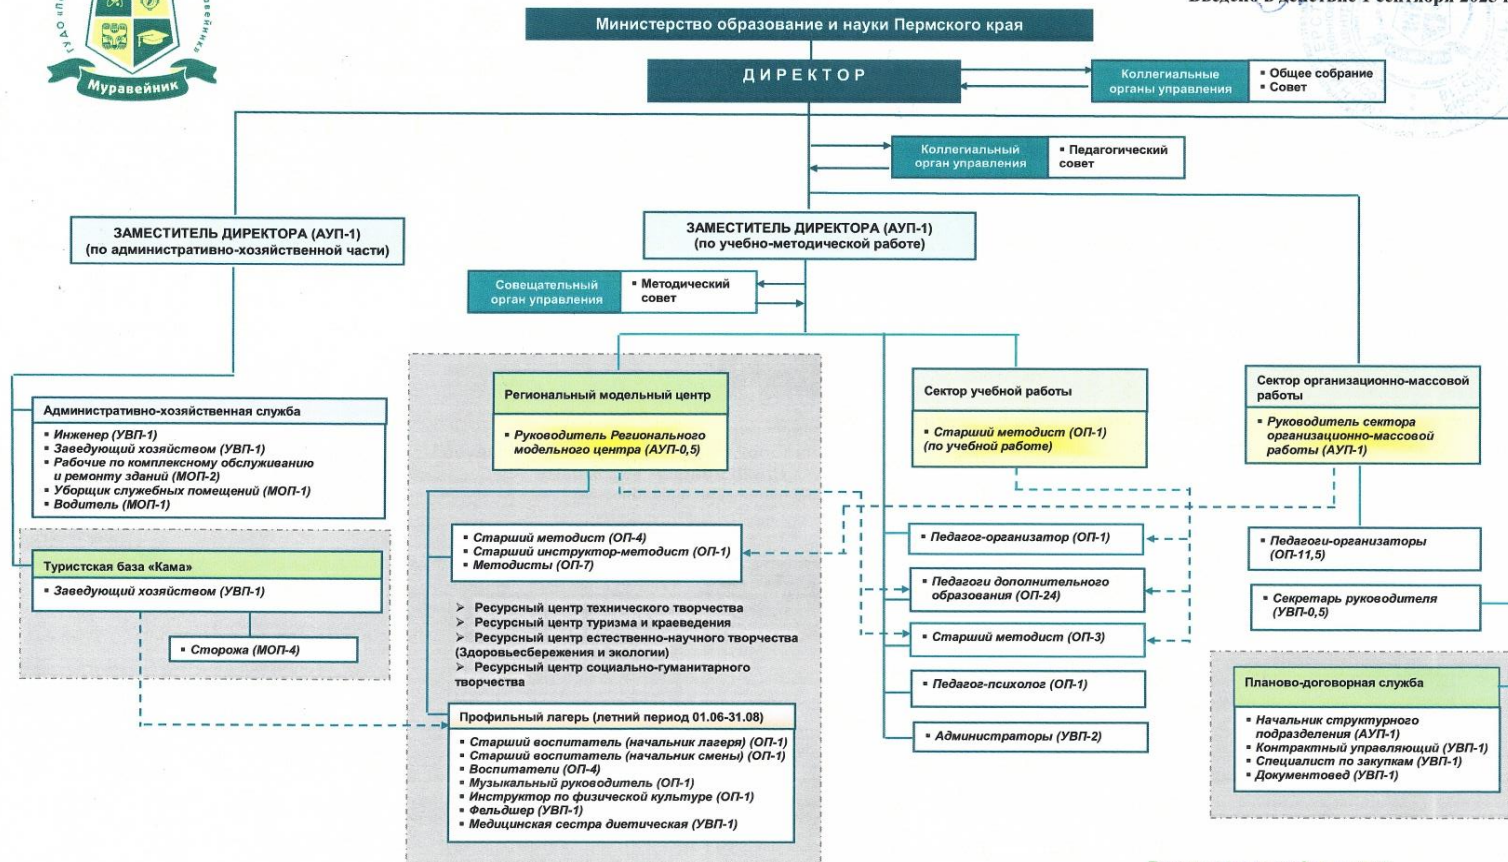 Введено в действие 1 сентября 2023 г
Министерство образование и науки Пермского края
Муравейник
ДИРЕКТОР
Коллегиальные
органы управления
▪ Общее собрание
▪ Совет
Коллегиальный
орган управления
▪ Педагогический
совет
ЗАМЕСТИТЕЛЬ ДИРЕКТОРА (АУП-1)
(по административно-хозяйственной части)
ЗАМЕСТИТЕЛЬ ДИРЕКТОРА (АУП-1)
(по учебно-методической работе)
Совещательный
орган управления
▪ Методический
совет
Административно-хозяйственная служба
▪ Инженер (УВП-1)
▪ Заведующий хозяйством (УВП-1)
▪ Рабочие по комплексному обслуживанию
и ремонту зданий (МОП-2)
▪ Уборщик служебных помещений (МОП-1)
▪ Водитель (МОП-1)
Туристская база «Кама»
▪ Заведующий хозяйством (УВП-1)
▪ Сторожа (МОП-4)
Региональный модельный центр
▪ Руководитель Регионального
модельного центра (АУП-0,5)
▪ Старший методист (ОП-4)
▪ Старший инструктор-методист (ОП-1)
▪ Методисты (ОП-7)
➢ Ресурсный центр технического творчества
➢ Ресурсный центр туризма и краеведения
➢ Ресурсный центр естественно-научного творчества
(Здоровьесбережения и экологии)
➢ Ресурсный центр социально-гуманитарного
творчества
Профильный лагерь (летний период 01.06-31.08)
▪ Старший воспитатель (начальник лагеря) (ОП-1)
▪ Старший воспитатель (начальник смены) (ОП-1)
▪ Воспитатели (ОП-4)
▪ Музыкальный руководитель (ОП-1)
▪ Инструктор по физической культуре (ОП-1)
▪ Фельдшер (УВП-1)
▪ Медицинская сестра диетическая (УВП-1)
Сектор учебной работы
▪ Старший методист (ОП-1)
(по учебной работе)
▪ Педагог-организатор (ОП-1)
▪ Педагоги дополнительного
образования (ОП-24)
▪ Старший методист (ОП-3)
▪ Педагог-психолог (ОП-1)
▪ Администраторы (УВП-2)
Сектор организационно-массовой
работы
▪ Руководитель сектора
организационно-массовой
работы (АУП-1)
▪ Педагоги-организаторы
(ОП-11,5)
▪ Секретарь руководителя
(УВП-0,5)
Планово-договорная служба
▪ Начальник структурного
подразделения (АУП-1)
▪ Контрактный управляющий (УВП-1)
▪ Специалист по закупкам (УВП-1)
▪ Документовед (УВП-1)